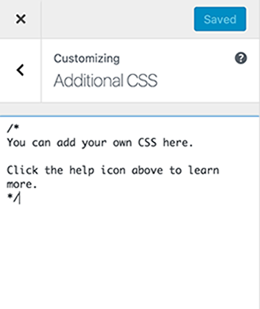 Saved
Customizing
Additional CSS
/*
You can add your own CSS here.

Click the help icon above to learn
more.
*/